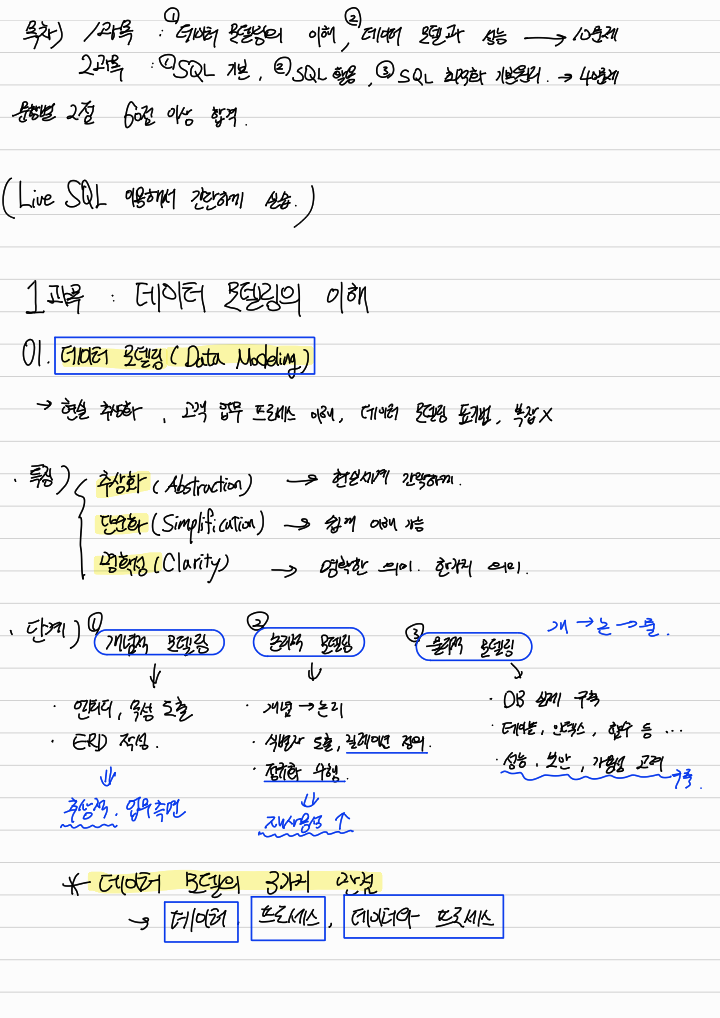 목차) 1과목 : ① 데이터 모델링의 이해, ② 데이터 모델과 성능 → 10문제
2과목 : ① SQL 기본, ② SQL 활용, ③ SQL 최적화 기본원리. → 40문제
문항별 2점 60점 이상 합격.
(Live SQL 이용해서 간단하게 실습.)
1과목 : 데이터 모델링의 이해
01. 데이터 모델링 (Data Modeling)
→ 현실 추상화, 고객 업무 프로세스 이해, 데이터 모델링 표기법, 복잡 X
· 특징) 추상화 (Abstraction) → 현실세계 간략하게.
단순화 (Simplification) → 쉽게 이해 가능
명확성 (Clarity) → 명확한 의미. 한가지 의미.
· 단계) ① 개념적 모델링 ② 논리적 모델링 ③ 물리적 모델링 개 → 논 → 물.
↓ ↓ ↓
· 엔터티, 속성 도출 · 개념 → 논리 · DB 실제 구축
· ERD 작성. · 식별자 도출, 릴레이션 정의. · 테이블, 인덱스, 함수 등 ...
· 정규화 수행. · 성능, 보안, 가용성 고려
구축.
⇓ 추상적. 업무측면 ⇓ 재사용성 ↑
* 데이터 모델의 3가지 관점
→ 데이터, 프로세스, 데이터와 프로세스